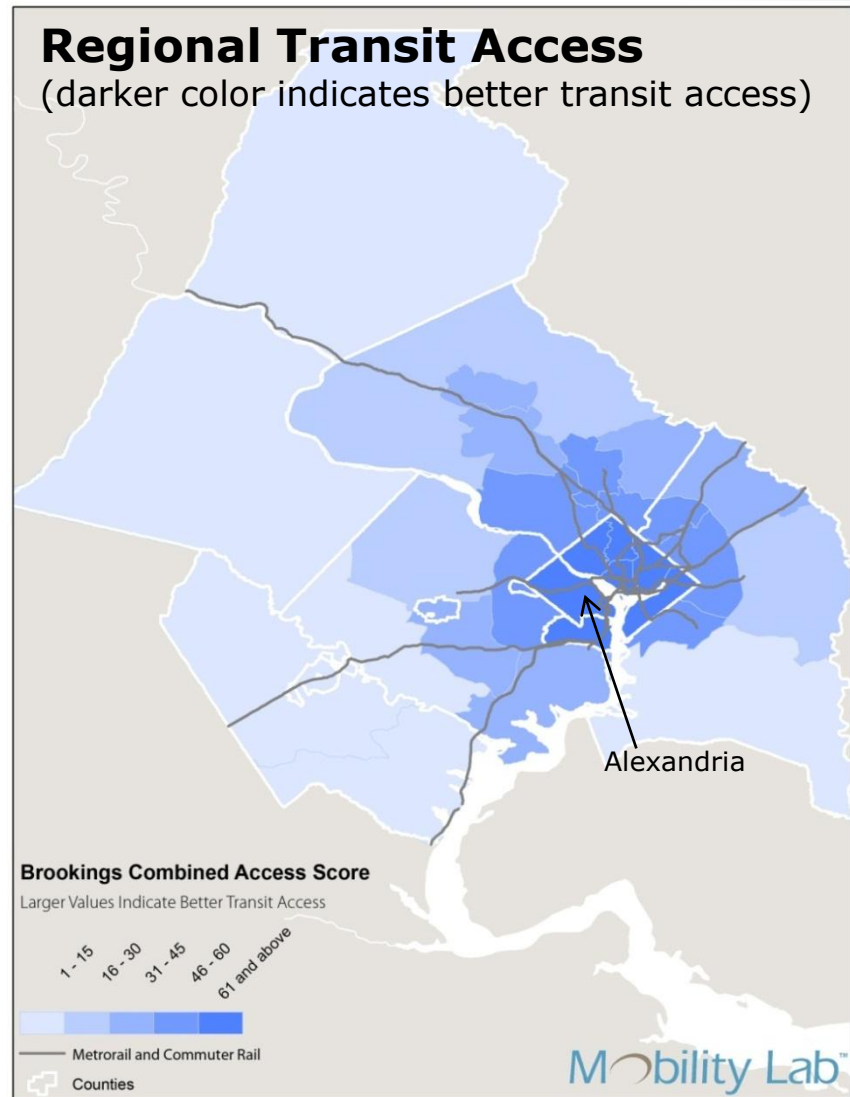 Regional Transit Access
(darker color indicates better transit access)
Alexandria
Brookings Combined Access Score
Larger Values Indicate Better Transit Access
1 - 15
16 - 30
31 - 45
46 - 60
61 and above
Metrorail and Commuter Rail
Counties
Mobility Lab™